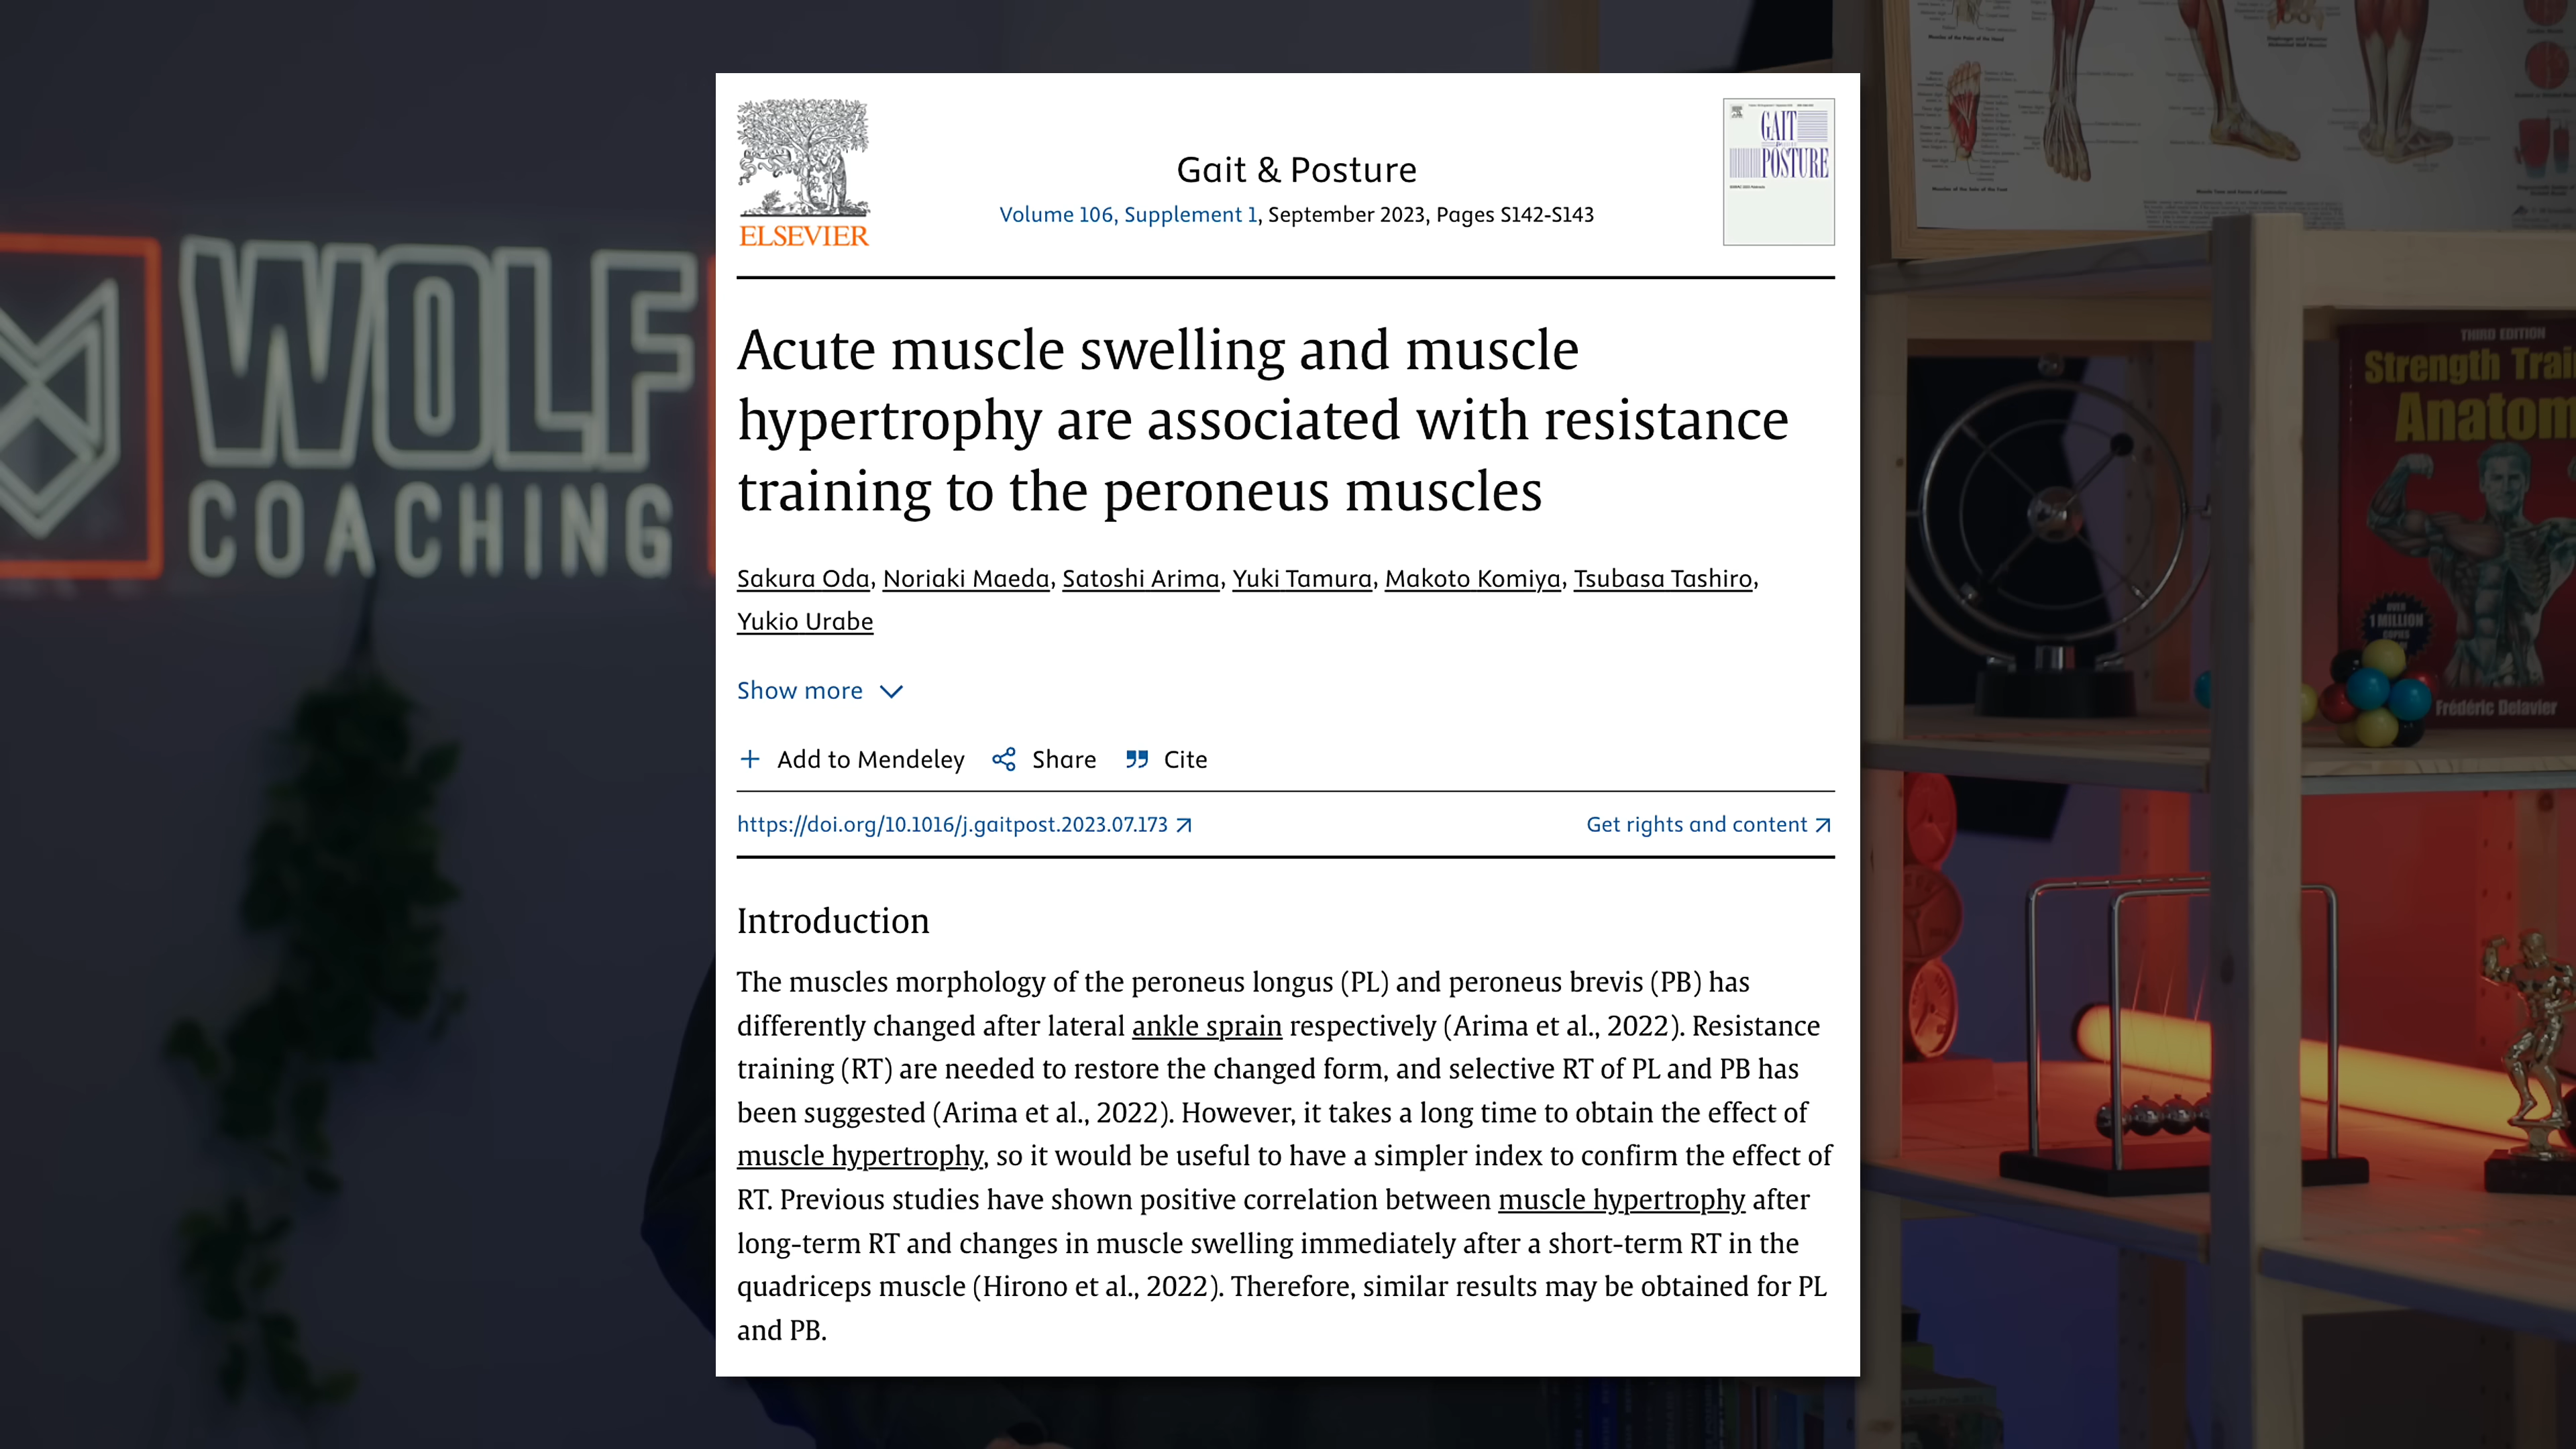 WOLF
COACHING
ELSEVIER
Gait & Posture
Volume 106, Supplement 1, September 2023, Pages S142-S143
GAIT
POSTURE
Acute muscle swelling and muscle
hypertrophy are associated with resistance
training to the peroneus muscles
Sakura Oda, Noriaki Maeda, Satoshi Arima, Yuki Tamura, Makoto Komiya, Tsubasa Tashiro,
Yukio Urabe
Show more
Add to Mendeley Share Cite
https://doi.org/10.1016/j.gaitpost.2023.07.173 Get rights and content
Introduction
The muscles morphology of the peroneus longus (PL) and peroneus brevis (PB) has
differently changed after lateral ankle sprain respectively (Arima et al., 2022). Resistance
training (RT) are needed to restore the changed form, and selective RT of PL and PB has
been suggested (Arima et al., 2022). However, it takes a long time to obtain the effect of
muscle hypertrophy, so it would be useful to have a simpler index to confirm the effect of
RT. Previous studies have shown positive correlation between muscle hypertrophy after
long-term RT and changes in muscle swelling immediately after a short-term RT in the
quadriceps muscle (Hirono et al., 2022). Therefore, similar results may be obtained for PL
and PB.
THIRD EDITION
Strength Trai
Anatom
OVER
1 MILLION
COPIES
Frédéric Delavier